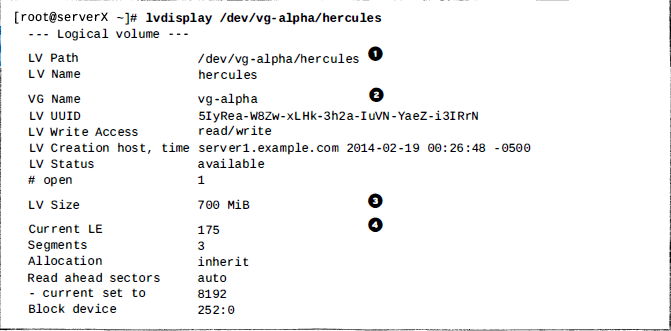 [root@serverX ~]# lvdisplay /dev/vg-alpha/hercules
--- Logical volume ---
LV Path /dev/vg-alpha/hercules 1
LV Name hercules
VG Name vg-alpha 2
LV UUID 5IyRea-W8Zw-xLHk-3h2a-IuVN-YaeZ-i3IRrN
LV Write Access read/write
LV Creation host, time server1.example.com 2014-02-19 00:26:48 -0500
LV Status available
# open 1
LV Size 700 MiB 3
Current LE 175 4
Segments 3
Allocation inherit
Read ahead sectors auto
- current set to 8192
Block device 252:0